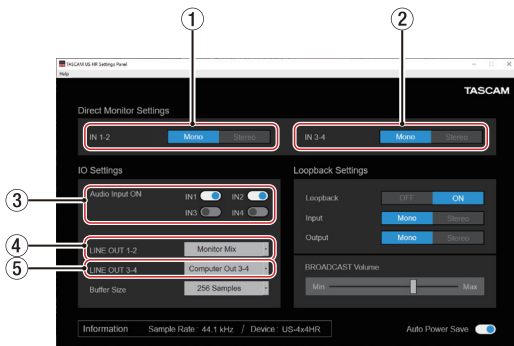 1
2
TASCAM US HR Settings Panel
Help
TASCAM
Direct Monitor Settings
IN 1-2 Mono Stereo
IN 3-4 Mono Stereo
IO Settings
Loopback Settings
3
Audio Input ON IN1 IN2
IN3 IN4
Loopback OFF ON
Input Mono Stereo
Output Mono Stereo
4
LINE OUT 1-2 Monitor Mix
5
LINE OUT 3-4 Computer Out 3-4
Buffer Size 256 Samples
BROADCAST Volume
Min Max
Information Sample Rate : 44.1 kHz / Device : US-4x4HR
Auto Power Save